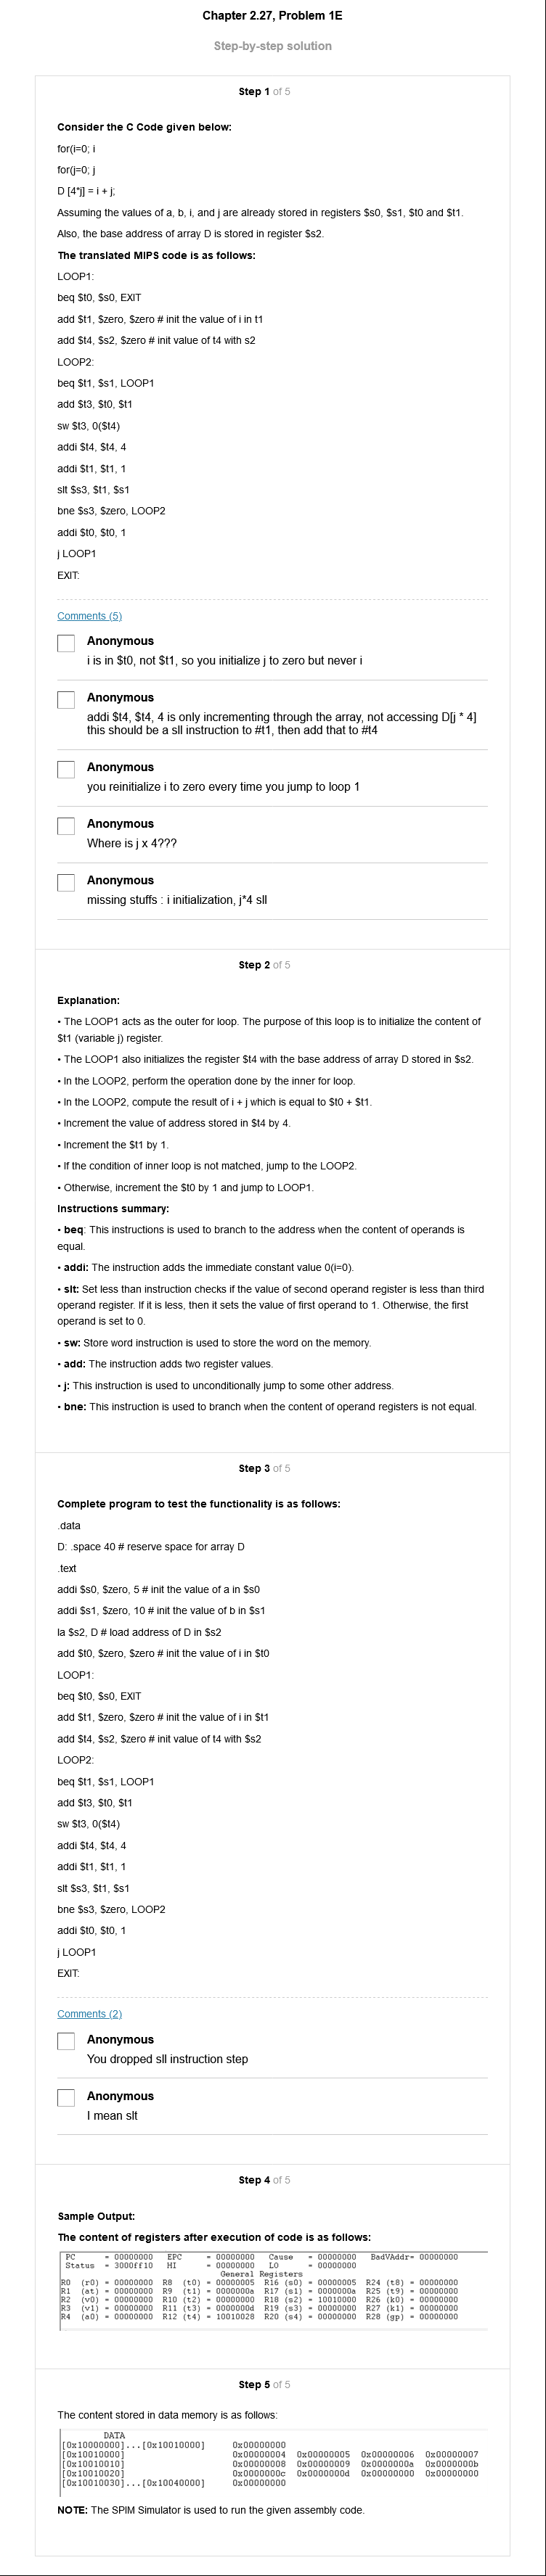 Chapter 2.27, Problem 1E
Step-by-step solution
Step 1 of 5
Consider the C Code given below:
for(i=0; i
for(j=0; j
D [4*j] = i + j;
Assuming the values of a, b, i, and j are already stored in registers $s0, $s1, $t0 and $t1.
Also, the base address of array D is stored in register $s2.
The translated MIPS code is as follows:
LOOP1:
beq $t0, $s0, EXIT
add $t1, $zero, $zero # init the value of i in t1
add $t4, $s2, $zero # init value of t4 with s2
LOOP2:
beq $t1, $s1, LOOP1
add $t3, $t0, $t1
sw $t3, 0($t4)
addi $t4, $t4, 4
addi $t1, $t1, 1
slt $s3, $t1, $s1
bne $s3, $zero, LOOP2
addi $t0, $t0, 1
j LOOP1
EXIT:
Comments (5)
Anonymous
i is in $t0, not $t1, so you initialize j to zero but never i
Anonymous
addi $t4, $t4, 4 is only incrementing through the array, not accessing D[j * 4]
this should be a sll instruction to #t1, then add that to #t4
Anonymous
you reinitialize i to zero every time you jump to loop 1
Anonymous
Where is j x 4???
Anonymous
missing stuffs : i initialization, j*4 sll
Step 2 of 5
Explanation:
• The LOOP1 acts as the outer for loop. The purpose of this loop is to initialize the content of
$t1 (variable j) register.
• The LOOP1 also initializes the register $t4 with the base address of array D stored in $s2.
• In the LOOP2, perform the operation done by the inner for loop.
• In the LOOP2, compute the result of i + j which is equal to $t0 + $t1.
• Increment the value of address stored in $t4 by 4.
• Increment the $t1 by 1.
• If the condition of inner loop is not matched, jump to the LOOP2.
• Otherwise, increment the $t0 by 1 and jump to LOOP1.
Instructions summary:
• beq: This instructions is used to branch to the address when the content of operands is
equal.
• addi: The instruction adds the immediate constant value 0(i=0).
• slt: Set less than instruction checks if the value of second operand register is less than third
operand register. If it is less, then it sets the value of first operand to 1. Otherwise, the first
operand is set to 0.
• sw: Store word instruction is used to store the word on the memory.
• add: The instruction adds two register values.
• j: This instruction is used to unconditionally jump to some other address.
• bne: This instruction is used to branch when the content of operand registers is not equal.
Step 3 of 5
Complete program to test the functionality is as follows:
.data
D: .space 40 # reserve space for array D
.text
addi $s0, $zero, 5 # init the value of a in $s0
addi $s1, $zero, 10 # init the value of b in $s1
la $s2, D # load address of D in $s2
add $t0, $zero, $zero # init the value of i in $t0
LOOP1:
beq $t0, $s0, EXIT
add $t1, $zero, $zero # init the value of i in $t1
add $t4, $s2, $zero # init value of t4 with $s2
LOOP2:
beq $t1, $s1, LOOP1
add $t3, $t0, $t1
sw $t3, 0($t4)
addi $t4, $t4, 4
addi $t1, $t1, 1
slt $s3, $t1, $s1
bne $s3, $zero, LOOP2
addi $t0, $t0, 1
j LOOP1
EXIT:
Comments (2)
Anonymous
You dropped sll instruction step
Anonymous
I mean slt
Step 4 of 5
Sample Output:
The content of registers after execution of code is as follows:
PC = 00000000 EPC = 00000000 Cause = 00000000 BadVAddr= 00000000
Status = 3000ff10 HI = 00000000 LO = 00000000
General Registers
R0 (r0) = 00000000 R8 (t0) = 00000005 R16 (s0) = 00000005 R24 (t8) = 00000000
R1 (at) = 00000000 R9 (t1) = 0000000a R17 (s1) = 0000000a R25 (t9) = 00000000
R2 (v0) = 00000000 R10 (t2) = 00000000 R18 (s2) = 10010000 R26 (k0) = 00000000
R3 (v1) = 00000000 R11 (t3) = 0000000d R19 (s3) = 00000000 R27 (k1) = 00000000
R4 (a0) = 00000000 R12 (t4) = 10010028 R20 (s4) = 00000000 R28 (gp) = 00000000
Step 5 of 5
The content stored in data memory is as follows:
DATA
[0x10000000]...[0x10010000] 0x00000000
[0x10010000] 0x00000004 0x00000005 0x00000006 0x00000007
[0x10010010] 0x00000008 0x00000009 0x0000000a 0x0000000b
[0x10010020] 0x0000000c 0x0000000d 0x00000000 0x00000000
[0x10010030]...[0x10040000] 0x00000000
NOTE: The SPIM Simulator is used to run the given assembly code.